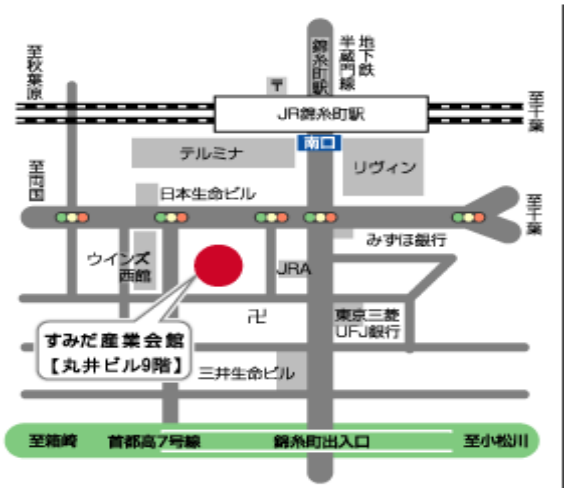 至秋葉原
錦糸町駅
地下鉄
半蔵門線
〒
JR錦糸町駅
至千葉
南口
テルミナ
リヴィン
至両国
日本生命ビル
至千葉
みずほ銀行
ウインズ
西館
JRA
卍
東京三菱
UFJ銀行
すみだ産業会館
【丸井ビル9階】
三井生命ビル
至箱崎
首都高7号線
錦糸町出入口
至小松川